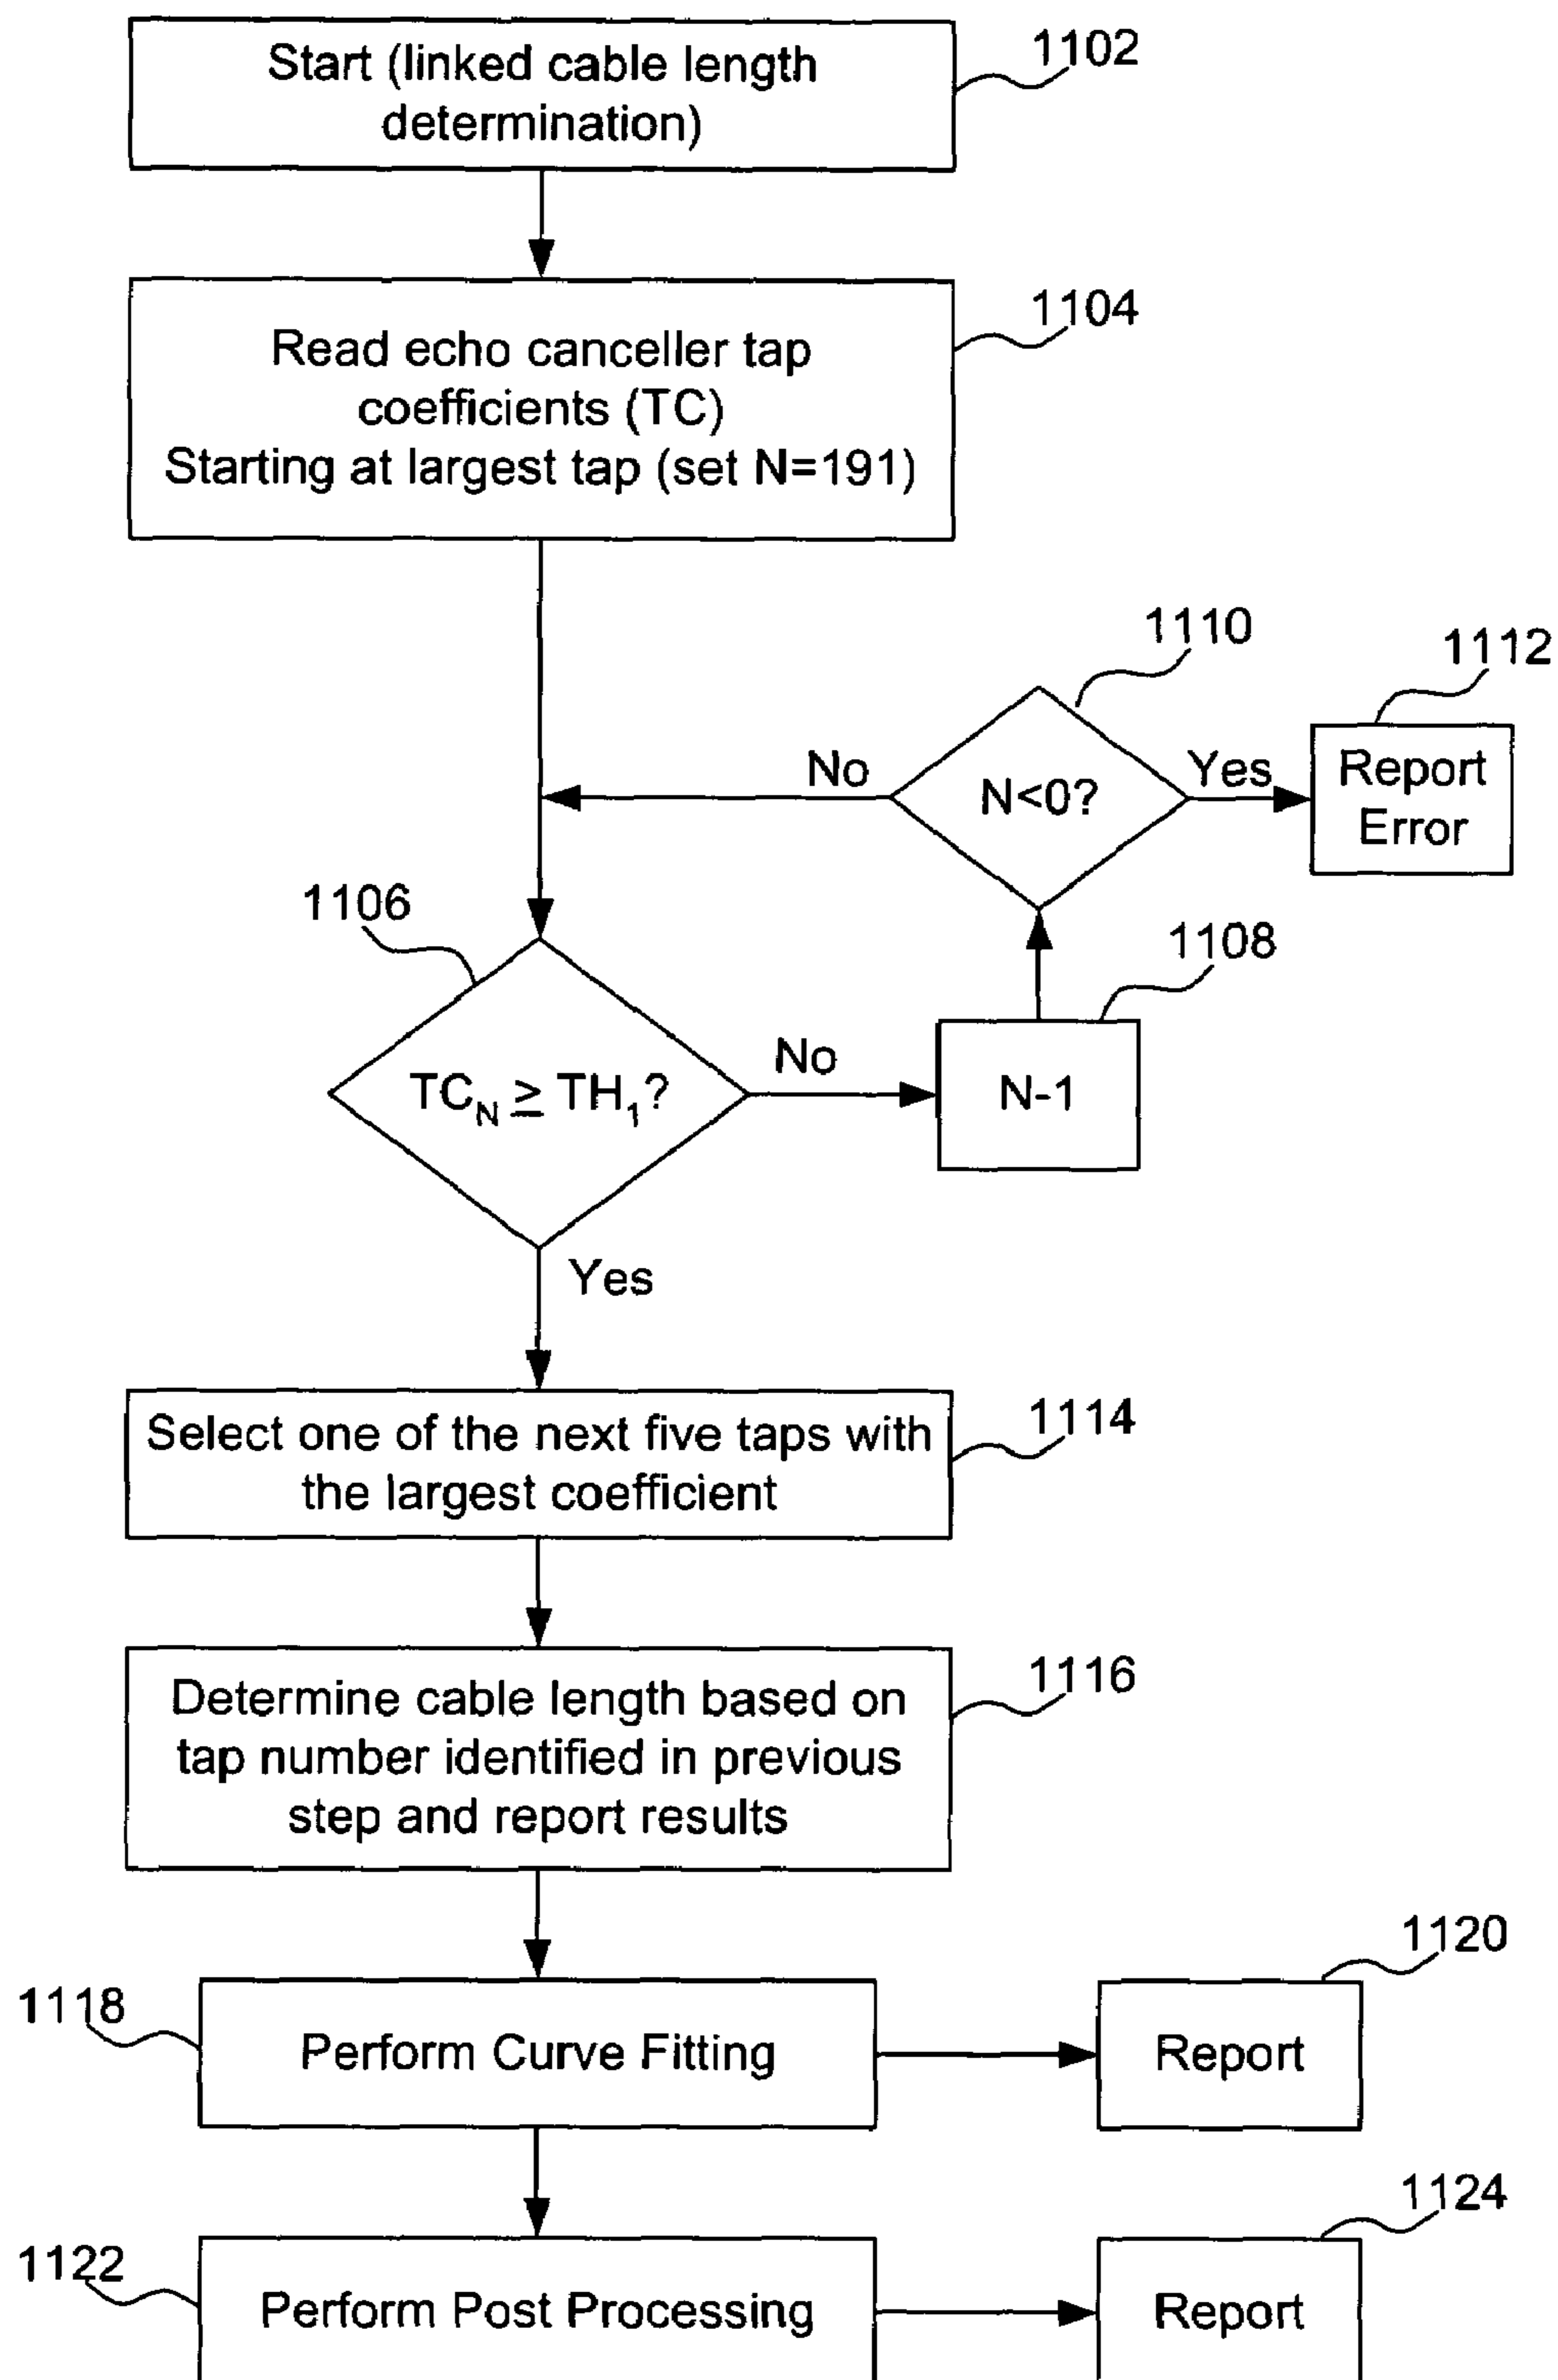 Start (linked cable length
determination)
1102
Read echo canceller tap
coefficients (TC)
Starting at largest tap (set N=191)
1104
1110
1112
No
N<0?
Yes
Report
Error
1106
1108
TC_N ≥ TH_1?
No
N-1
Yes
Select one of the next five taps with
the largest coefficient
1114
Determine cable length based on
tap number identified in previous
step and report results
1116
1118
Perform Curve Fitting
1120
Report
1122
Perform Post Processing
1124
Report